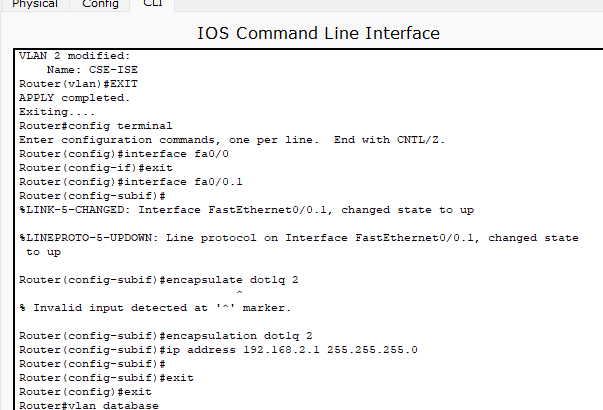 Physical Config CLI
IOS Command Line Interface
VLAN 2 modified:
    Name: CSE-ISE
Router(vlan)#EXIT
APPLY completed.
Exiting....
Router#config terminal
Enter configuration commands, one per line.  End with CNTL/Z.
Router(config)#interface fa0/0
Router(config-if)#exit
Router(config)#interface fa0/0.1
Router(config-subif)#
%LINK-5-CHANGED: Interface FastEthernet0/0.1, changed state to up
%LINEPROTO-5-UPDOWN: Line protocol on Interface FastEthernet0/0.1, changed state
 to up
Router(config-subif)#encapsulate dot1q 2
                                ^
% Invalid input detected at '^' marker.
Router(config-subif)#encapsulation dot1q 2
Router(config-subif)#ip address 192.168.2.1 255.255.255.0
Router(config-subif)#
Router(config-subif)#exit
Router(config)#exit
Router#vlan database